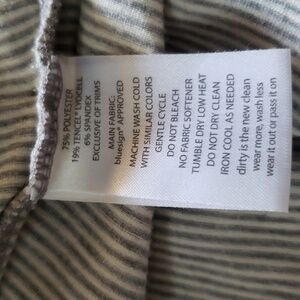 75% POLYESTER
19% TENCEL® LYOCELL
6% SPANDEX
EXCLUSIVE OF TRIMS
MAIN FABRIC:
bluesign® APPROVED
MACHINE WASH COLD
WITH SIMILAR COLORS
GENTLE CYCLE
DO NOT BLEACH
NO FABRIC SOFTENER
TUMBLE DRY LOW HEAT
DO NOT DRY CLEAN
IRON COOL AS NEEDED
dirty is the new clean
wear more, wash less
wear it out or pass it on